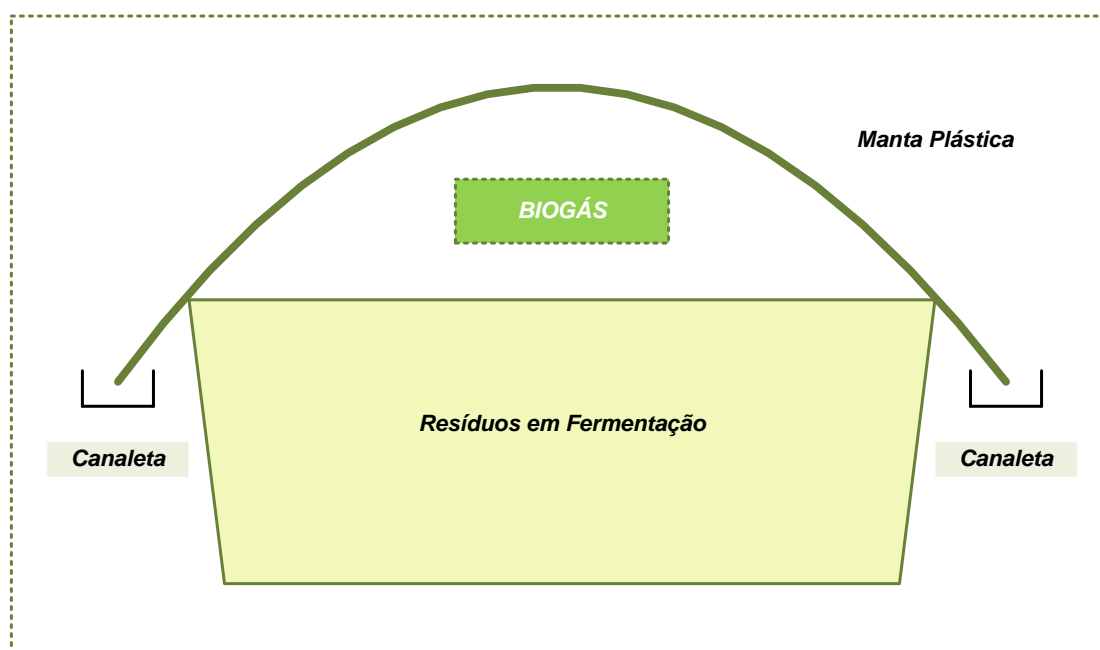 Manta Plástica
BIOGÁS
Resíduos em Fermentação
Canaleta
Canaleta